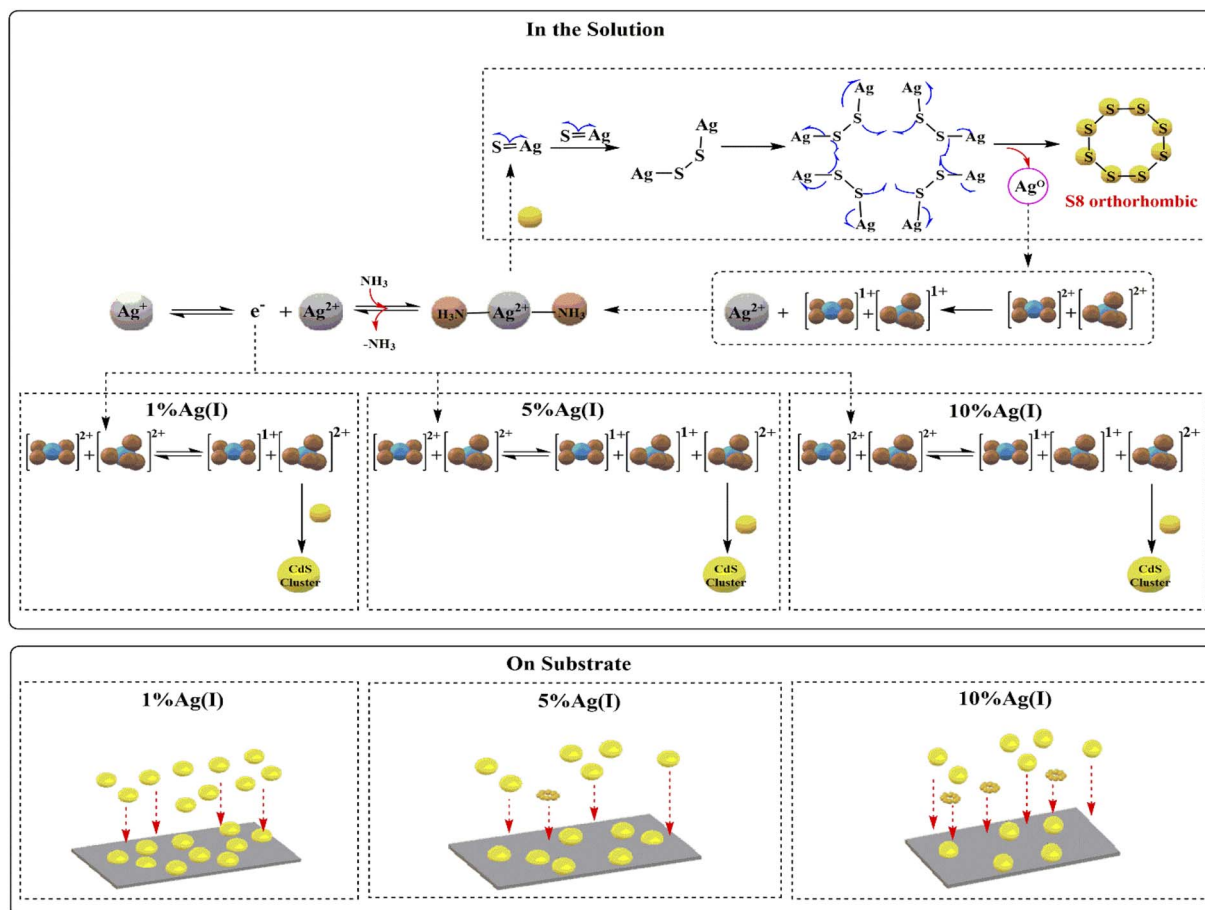 In the Solution
Ag Ag
S=Ag
S=Ag
Ag
S
Ag S
Ag S S Ag
S S
S S
Ag S S Ag
Ag Ag
Ag⁰
S S
S S
S S
S S
S8 orthorhombic
Ag⁺ e⁻ + Ag²⁺
NH₃
-NH₃
H₃N Ag²⁺ NH₃
Ag²⁺ + [ ]¹⁺ + [ ]¹⁺ [ ]²⁺ + [ ]²⁺
1%Ag(I)
[ ]²⁺ + [ ]²⁺ [ ]¹⁺ + [ ]²⁺
CdS
Cluster
5%Ag(I)
[ ]²⁺ + [ ]²⁺ [ ]¹⁺ + [ ]¹⁺ + [ ]²⁺
CdS
Cluster
10%Ag(I)
[ ]²⁺ + [ ]²⁺ [ ]¹⁺ + [ ]¹⁺ + [ ]²⁺
CdS
Cluster
On Substrate
1%Ag(I)
5%Ag(I)
10%Ag(I)